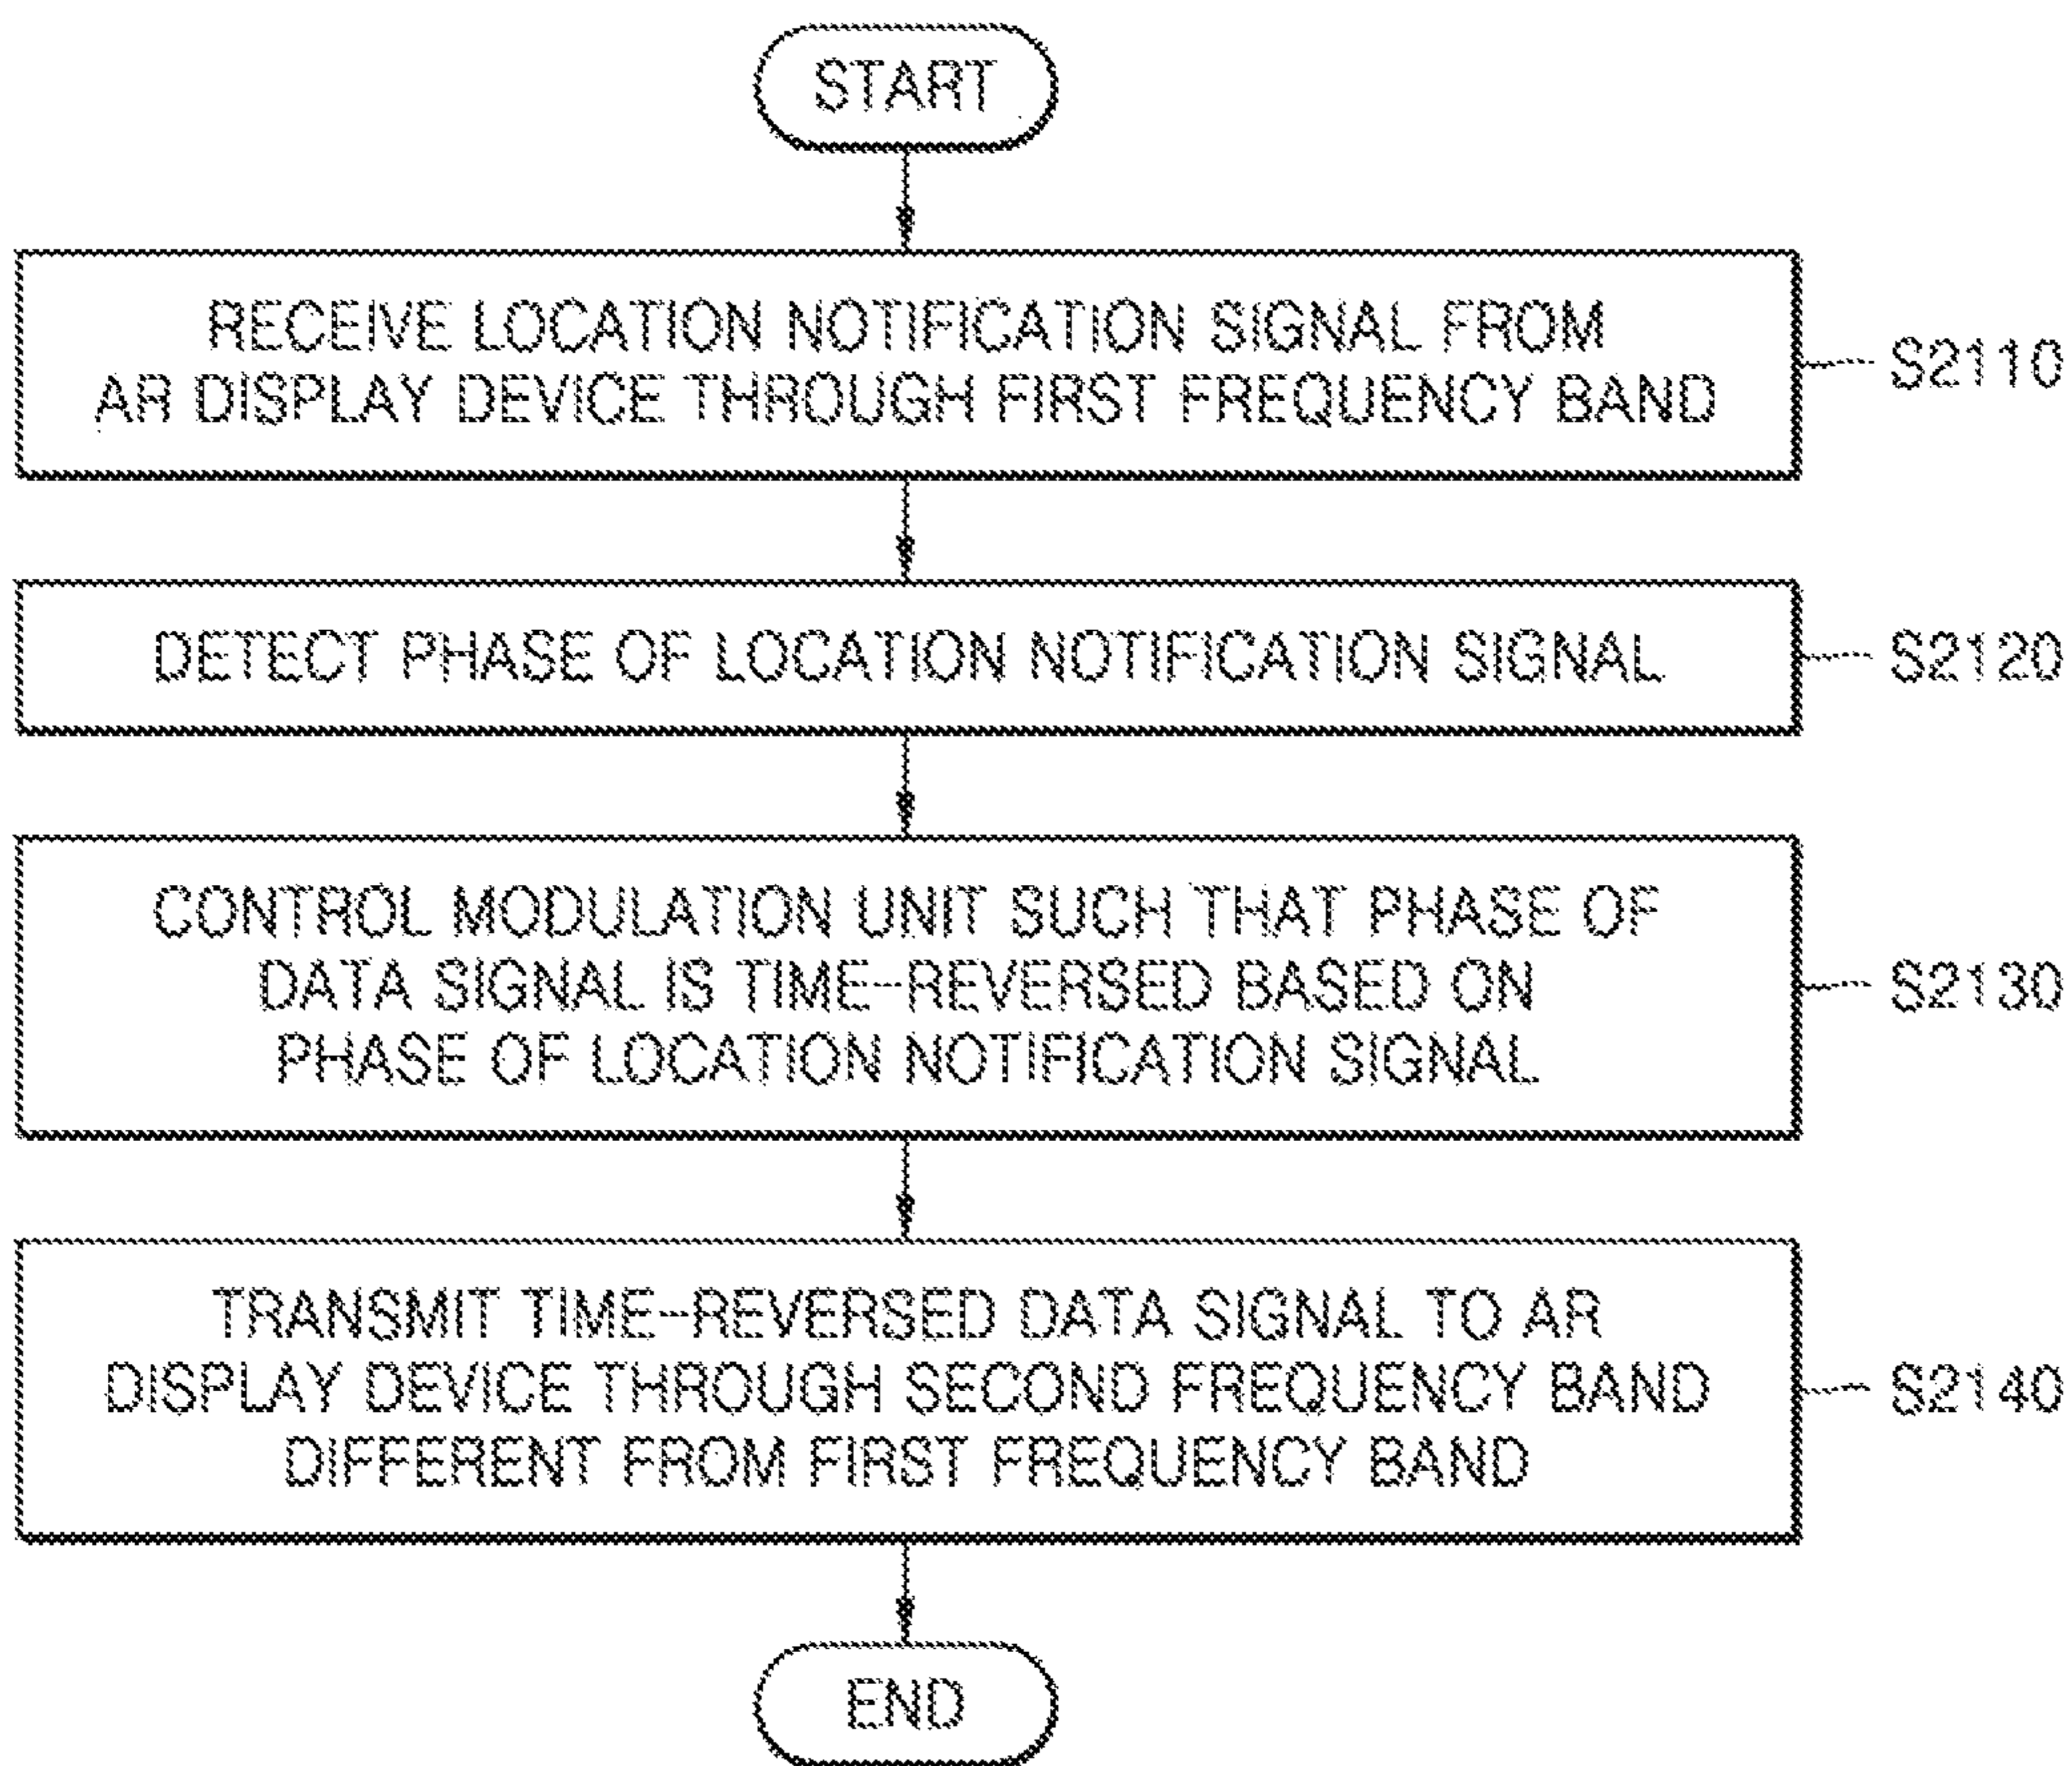 START
RECEIVE LOCATION NOTIFICATION SIGNAL FROM
AR DISPLAY DEVICE THROUGH FIRST FREQUENCY BAND
S2110
DETECT PHASE OF LOCATION NOTIFICATION SIGNAL
S2120
CONTROL MODULATION UNIT SUCH THAT PHASE OF
DATA SIGNAL IS TIME-REVERSED BASED ON
PHASE OF LOCATION NOTIFICATION SIGNAL
S2130
TRANSMIT TIME-REVERSED DATA SIGNAL TO AR
DISPLAY DEVICE THROUGH SECOND FREQUENCY BAND
DIFFERENT FROM FIRST FREQUENCY BAND
S2140
END